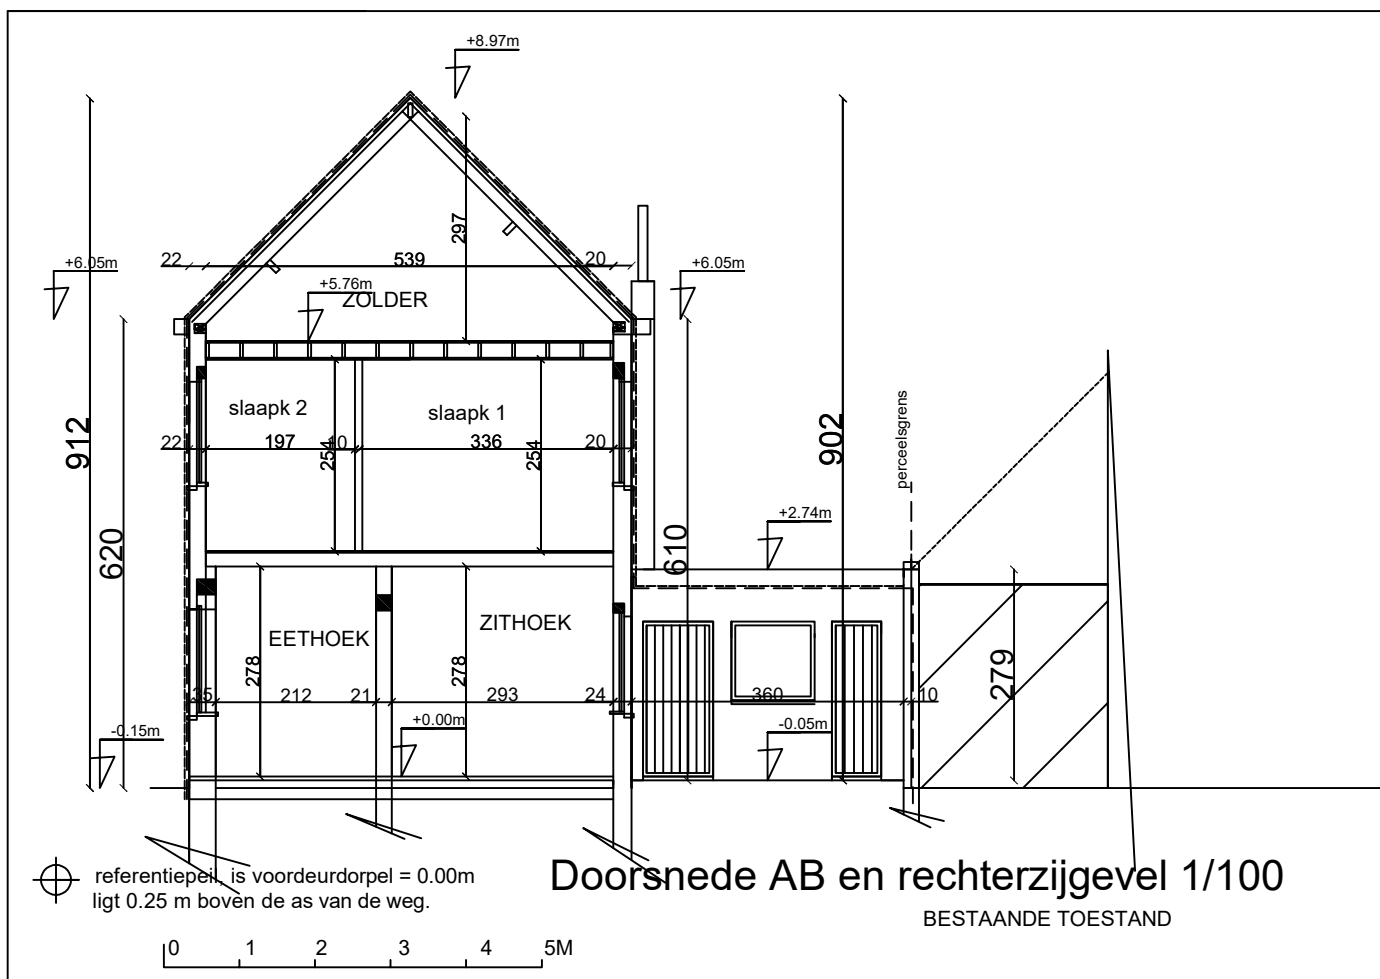 +8.97m
297
22
539
20
+6.05m
+6.05m
+5.76m
ZOLDER
slaapk 2
slaapk 1
912
902
perceelsgrens
22
197
10
254
336
254
20
+2.74m
620
610
EETHOEK
ZITHOEK
278
278
279
35
212
21
293
24
360
10
-0.15m
+0.00m
-0.05m
referentiepeil, is voordeurdorpel = 0.00m
ligt 0.25 m boven de as van de weg.
Doorsnede AB en rechterzijgevel 1/100
BESTAANDE TOESTAND
0 1 2 3 4 5M